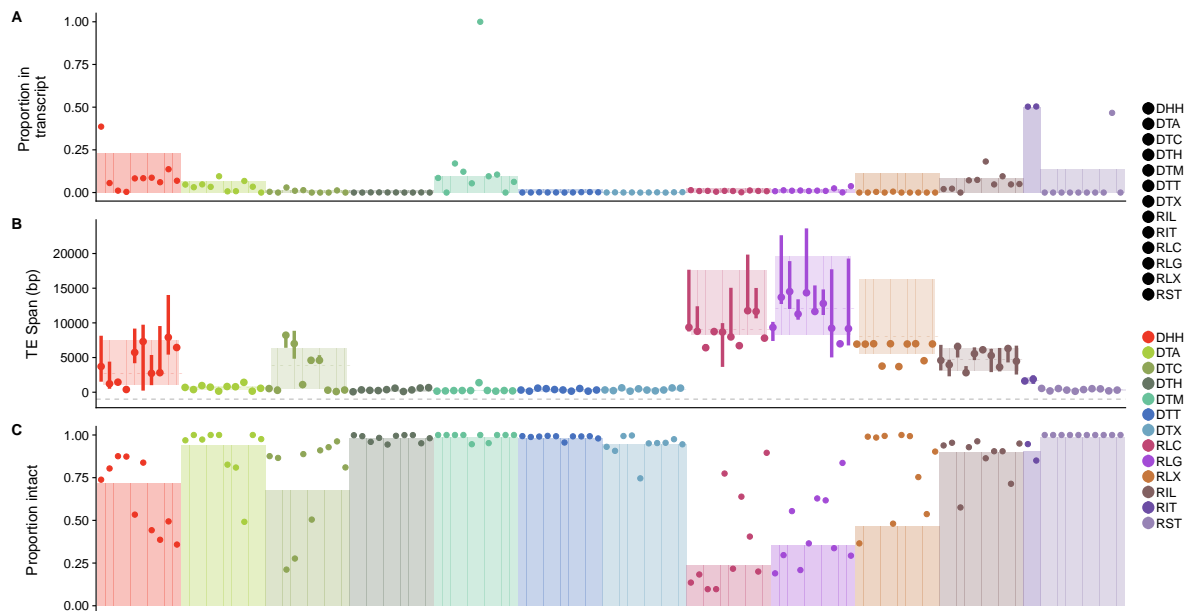 A
1.00
0.75
0.50
0.25
0.00
Proportion in
transcript
B
20000
15000
10000
5000
0
TE Span (bp)
C
1.00
0.75
0.50
0.25
0.00
Proportion intact
DHH
DTA
DTC
DTH
DTM
DTT
DTX
RIL
RIT
RLC
RLG
RLX
RST
DHH
DTA
DTC
DTH
DTM
DTT
DTX
RLC
RLG
RLX
RIL
RIT
RST